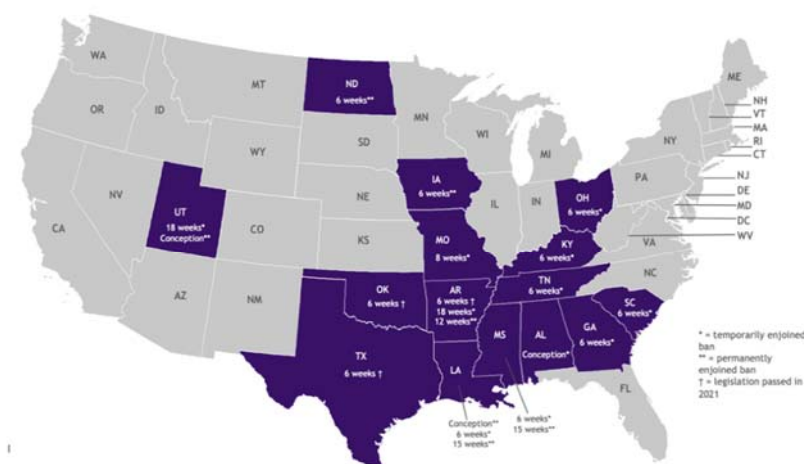 WA
OR
CA
NV
ID
MT
WY
UT
18 weeks*
Conception**
CO
AZ
NM
ND
6 weeks**
SD
NE
KS
OK
6 weeks †
TX
6 weeks †
MN
IA
6 weeks**
MO
8 weeks*
AR
6 weeks †
18 weeks*
12 weeks**
LA
Conception**
6 weeks*
15 weeks**
WI
IL
MI
IN
OH
6 weeks*
KY
6 weeks*
TN
6 weeks*
MS
6 weeks*
15 weeks**
AL
Conception*
GA
6 weeks*
SC
6 weeks*
NC
FL
VA
PA
NY
ME
NH
VT
MA
RI
CT
NJ
DE
MD
DC
WV
* = temporarily enjoined
ban
** = permanently
enjoined ban
† = legislation passed in
2021